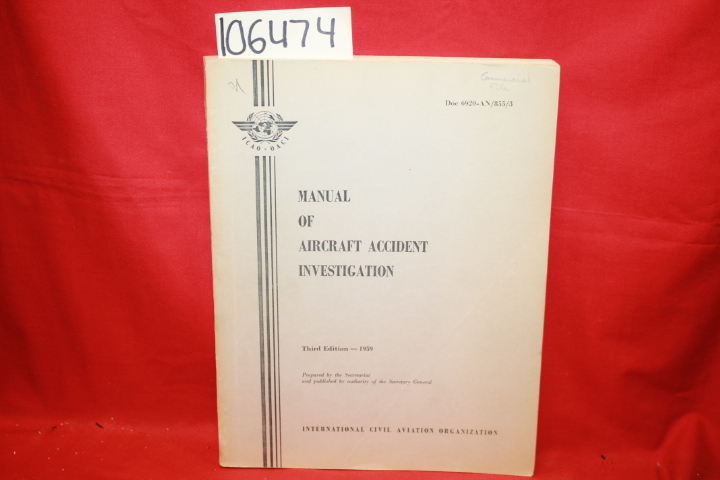 106474
Commercial
Doc 6920-AN/855/3
ICAO · OACI
MANUAL
OF
AIRCRAFT ACCIDENT
INVESTIGATION
Third Edition — 1959
Prepared by the Secretariat
and published by authority of the Secretary General
INTERNATIONAL CIVIL AVIATION ORGANIZATION